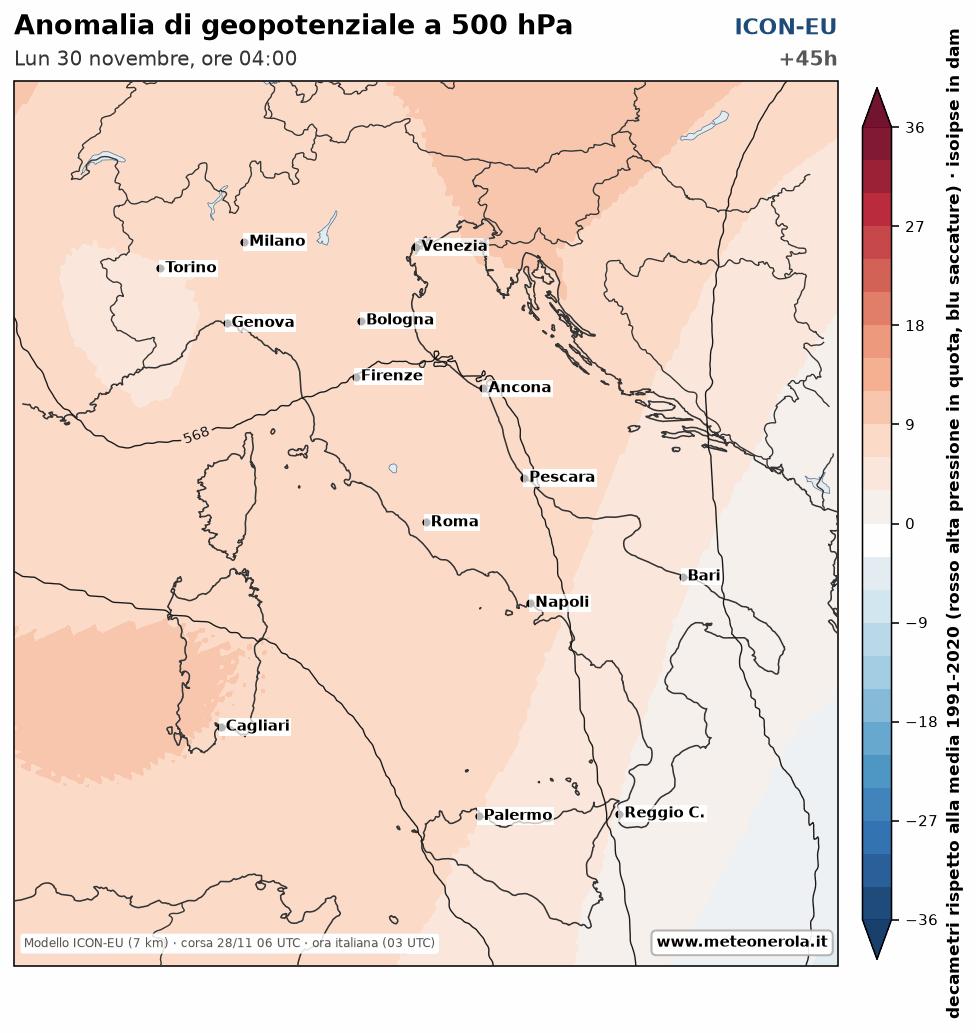 Anomalia di geopotenziale a 500 hPa
ICON-EU
Lun 30 novembre, ore 04:00
+45h
Milano
Venezia
Torino
Genova
Bologna
Firenze
Ancona
568
Pescara
Roma
Bari
Napoli
Cagliari
Palermo
Reggio C.
Modello ICON-EU (7 km) · corsa 28/11 06 UTC · ora italiana (03 UTC)
www.meteonerola.it
36
27
18
9
0
−9
−18
−27
−36
decametri rispetto alla media 1991-2020 (rosso alta pressione in quota, blu saccature) · isoipse in dam